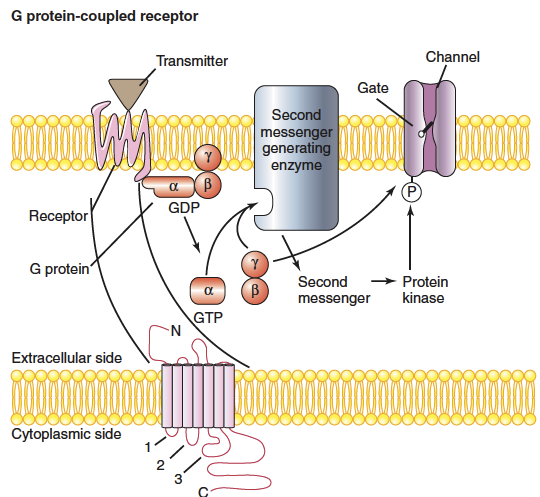 G protein-coupled receptor
Transmitter
Channel
Gate
Second
messenger
generating
enzyme
γ
α
β
GDP
P
Receptor
G protein
γ
α
β
GTP
Second
messenger
Protein
kinase
N
Extracellular side
Cytoplasmic side
1
2
3
C